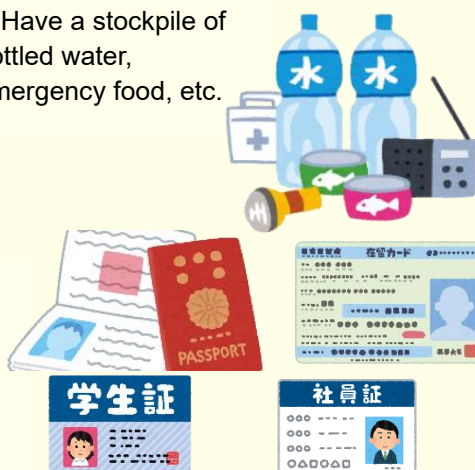 Have a stockpile of
ottled water,
mergency food, etc.
水 水
PASSPORT
在留カード
学生証
社員証